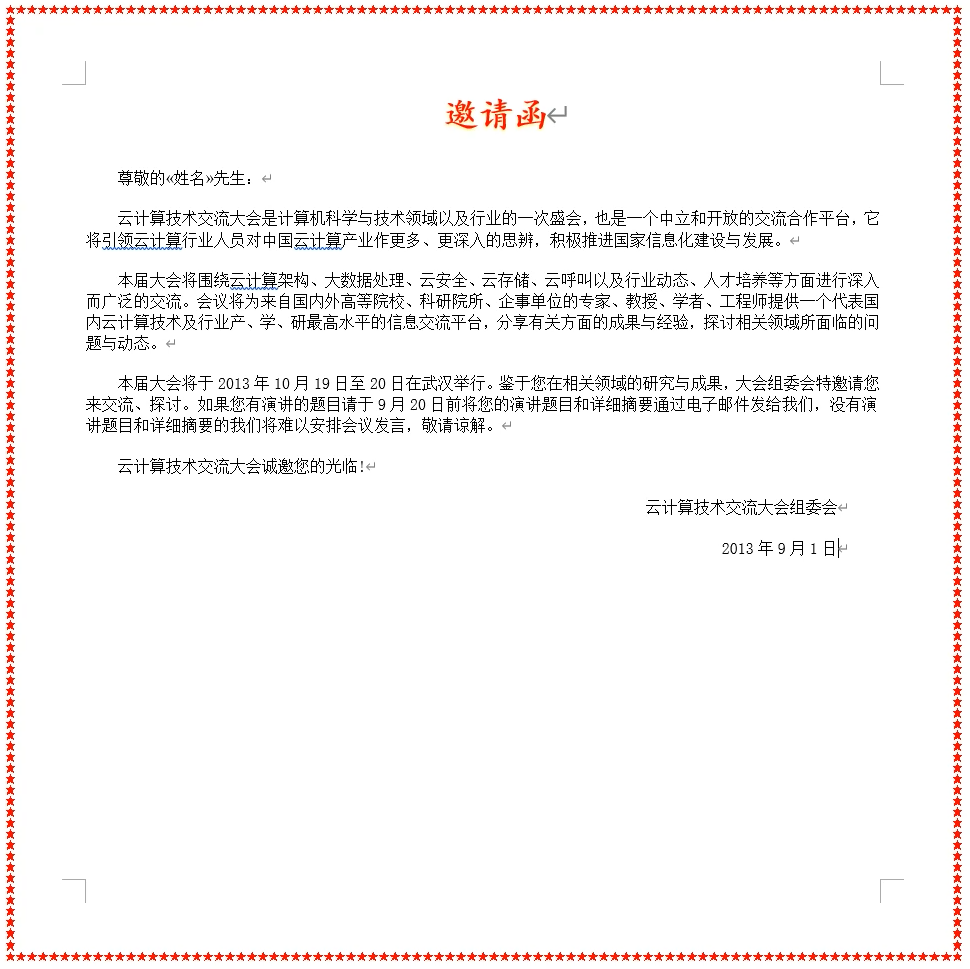 邀请函
尊敬的«姓名»先生：
云计算技术交流大会是计算机科学与技术领域以及行业的一次盛会，也是一个中立和开放的交流合作平台，它
将引领云计算行业人员对中国云计算产业作更多、更深入的思辨，积极推进国家信息化建设与发展。
本届大会将围绕云计算架构、大数据处理、云安全、云存储、云呼叫以及行业动态、人才培养等方面进行深入
而广泛的交流。会议将为来自国内外高等院校、科研院所、企事业单位的专家、教授、学者、工程师提供一个代表国
内云计算技术及行业产、学、研最高水平的信息交流平台，分享有关方面的成果与经验，探讨相关领域所面临的问
题与动态。
本届大会将于 2013 年 10 月 19 日至 20 日在武汉举行。鉴于您在相关领域的研究与成果，大会组委会特邀请您
来交流、探讨。如果您有演讲的题目请于 9 月 20 日前将您的演讲题目和详细摘要通过电子邮件发给我们，没有演
讲题目和详细摘要的我们将难以安排会议发言，敬请谅解。
云计算技术交流大会诚邀您的光临!
云计算技术交流大会组委会
2013 年 9 月 1 日